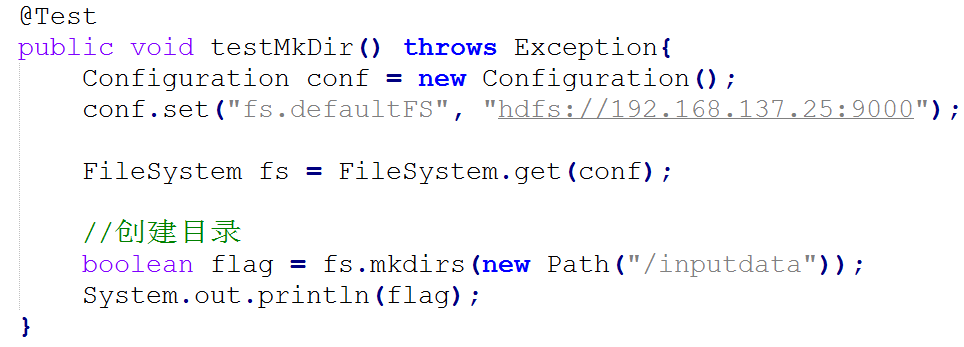 @Test
public void testMkDir() throws Exception{
    Configuration conf = new Configuration();
    conf.set("fs.defaultFS", "hdfs://192.168.137.25:9000");
    FileSystem fs = FileSystem.get(conf);
    //创建目录
    boolean flag = fs.mkdirs(new Path("/inputdata"));
    System.out.println(flag);
}